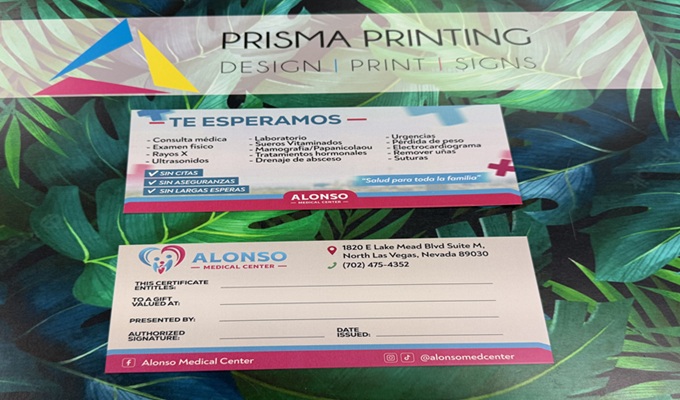 PRISMA PRINTING
DESIGN | PRINT | SIGNS
TE ESPERAMOS
- Consulta médica
- Examen físico
- Rayos X
- Ultrasonidos
- Laboratorio
- Sueros Vitaminados
- Mamografía/Papanicolaou
- Tratamientos hormonales
- Drenaje de absceso
- Urgencias
- Pérdida de peso
- Electrocardiograma
- Remover uñas
- Suturas
SIN CITAS
SIN ASEGURANZAS
SIN LARGAS ESPERAS
"Salud para toda la familia"
ALONSO
MEDICAL CENTER
ALONSO
MEDICAL CENTER
1820 E Lake Mead Blvd Suite M,
North Las Vegas, Nevada 89030
(702) 475-4352
THIS CERTIFICATE
ENTITLES:
TO A GIFT
VALUED AT:
PRESENTED BY:
AUTHORIZED
SIGNATURE:
DATE
ISSUED:
Alonso Medical Center
@alonsomedcenter